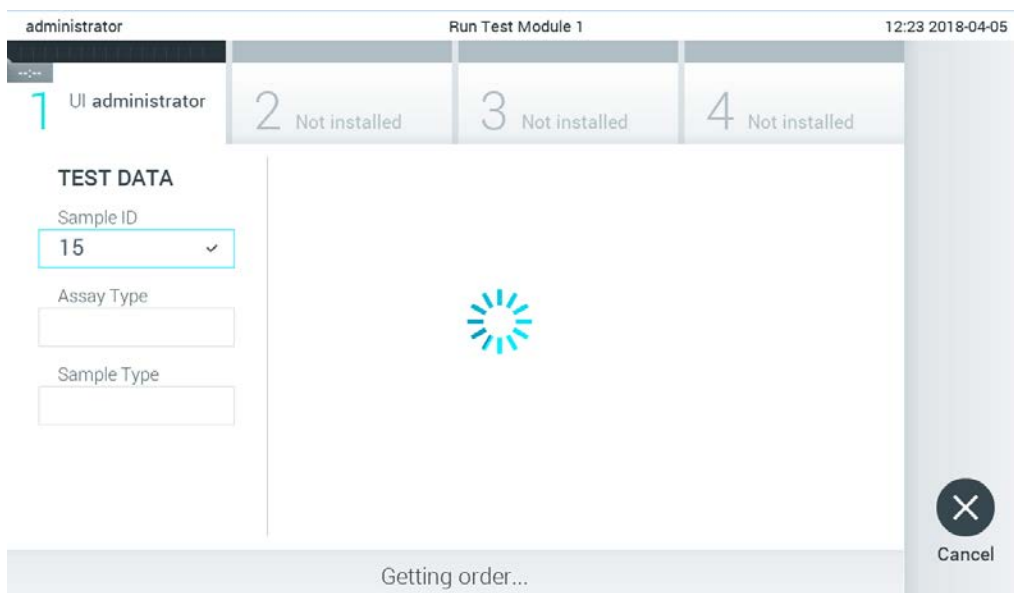 administrator Run Test Module 1 12:23 2018-04-05
--:--
1 UI administrator 2 Not installed 3 Not installed 4 Not installed
TEST DATA
Sample ID
15
Assay Type
Sample Type
Cancel
Getting order...